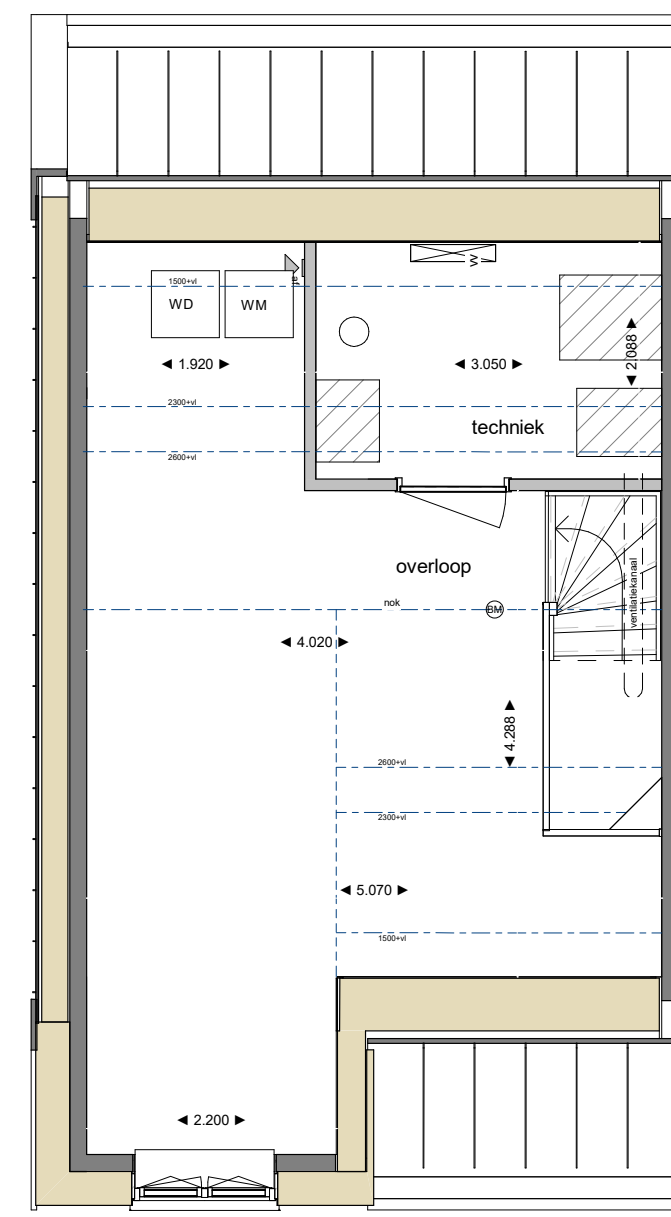 W
af
1500+vl
WD
WM
◄ 1.920 ►
◄ 3.050 ►
◄ 2.088 ►
2300+vl
techniek
2600+vl
overloop
ventilatiekanaal
nok
BM
◄ 4.020 ►
◄ 4.288 ►
2600+vl
2300+vl
◄ 5.070 ►
1500+vl
◄ 2.200 ►